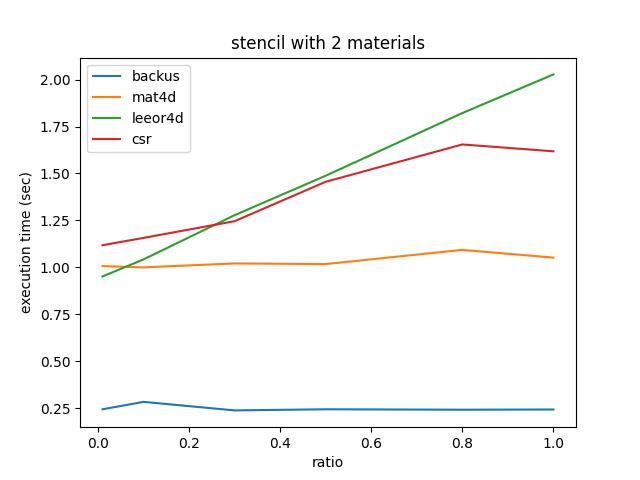 stencil with 2 materials
backus
mat4d
leeor4d
csr
execution time (sec)
2.00
1.75
1.50
1.25
1.00
0.75
0.50
0.25
0.0 0.2 0.4 0.6 0.8 1.0
ratio